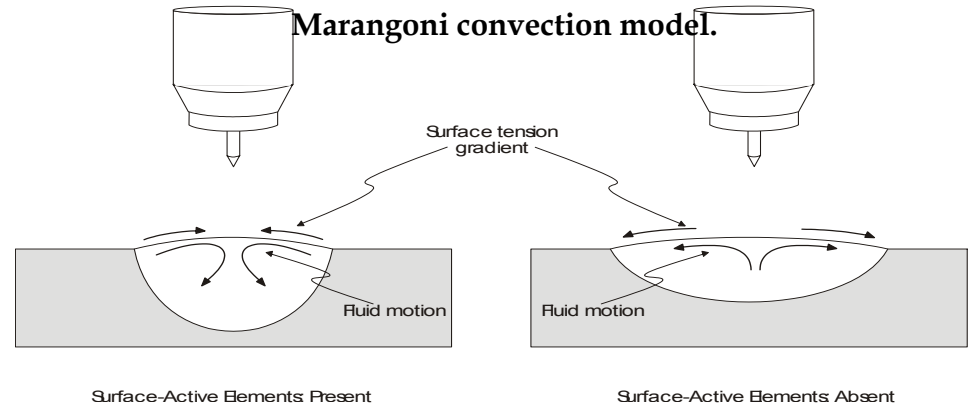 Marangoni convection model.
Surface tension
gradient
Fluid motion
Fluid motion
Surface-Active Elements: Present
Surface-Active Elements: Absent